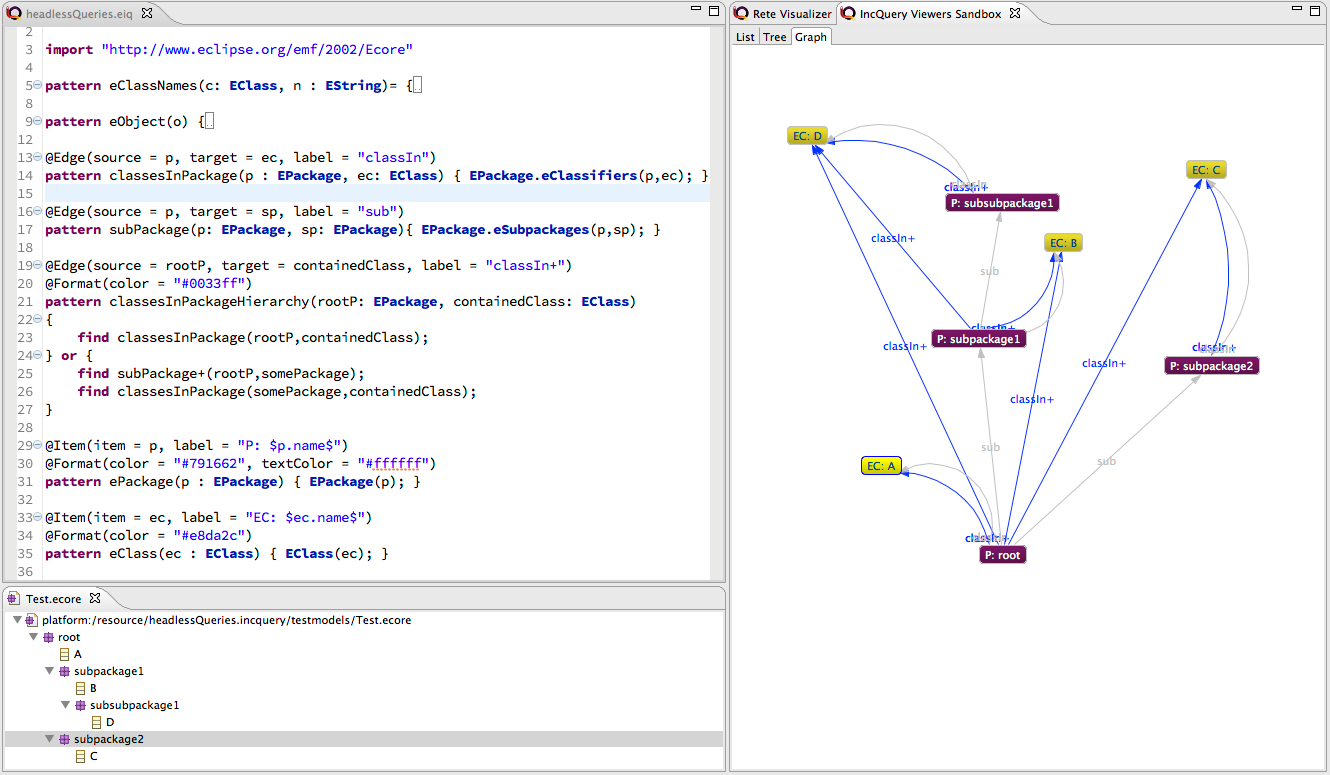 headlessQueries.eiq
2
3 import "http://www.eclipse.org/emf/2002/Ecore"
4
5 pattern eClassNames(c: EClass, n : EString)= {..
8
9 pattern eObject(o) {..
12
13 @Edge(source = p, target = ec, label = "classIn")
14 pattern classesInPackage(p : EPackage, ec: EClass) { EPackage.eClassifiers(p,ec); }
15
16 @Edge(source = p, target = sp, label = "sub")
17 pattern subPackage(p: EPackage, sp: EPackage){ EPackage.eSubpackages(p,sp); }
18
19 @Edge(source = rootP, target = containedClass, label = "classIn+")
20 @Format(color = "#0033ff")
21 pattern classesInPackageHierarchy(rootP: EPackage, containedClass: EClass)
22 {
23 find classesInPackage(rootP,containedClass);
24 } or {
25 find subPackage+(rootP,somePackage);
26 find classesInPackage(somePackage,containedClass);
27 }
28
29 @Item(item = p, label = "P: $p.name$")
30 @Format(color = "#791662", textColor = "#ffffff")
31 pattern ePackage(p : EPackage) { EPackage(p); }
32
33 @Item(item = ec, label = "EC: $ec.name$")
34 @Format(color = "#e8da2c")
35 pattern eClass(ec : EClass) { EClass(ec); }
36
Test.ecore
platform:/resource/headlessQueries.incquery/testmodels/Test.ecore
root
A
subpackage1
B
subsubpackage1
D
subpackage2
C
Rete Visualizer
IncQuery Viewers Sandbox
List Tree Graph
EC: D
EC: C
classIn+
P: subsubpackage1
classIn+
EC: B
sub
classIn+
P: subpackage1
classIn+
classIn+
P: subpackage2
classIn+
classIn+
sub
sub
EC: A
classIn+
P: root